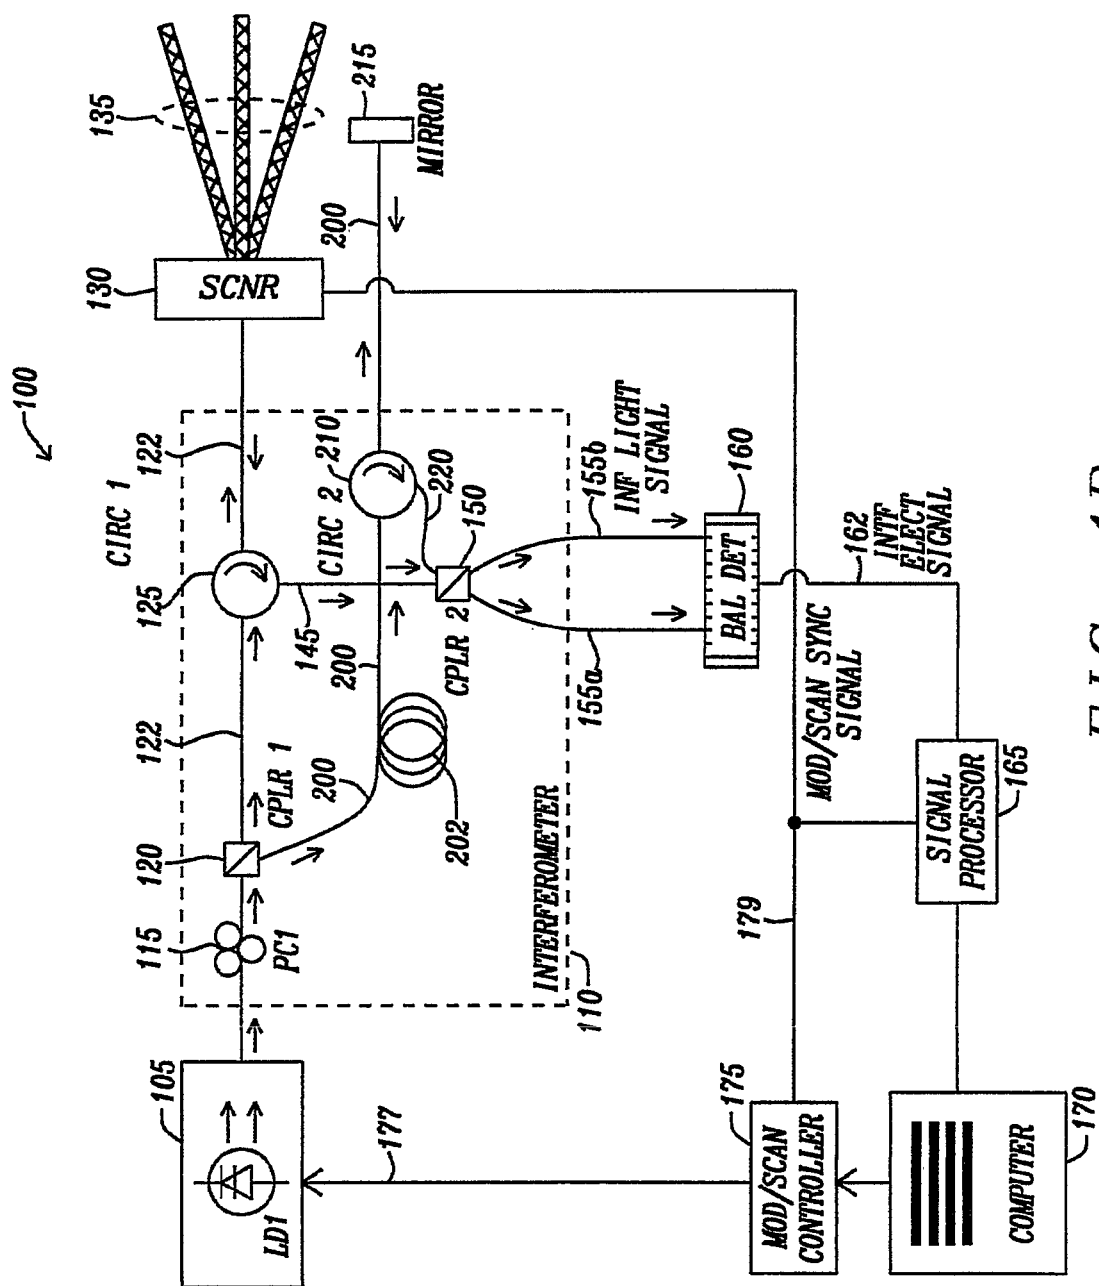 100
105
LD1
115
PC1
120
CPLR 1
122
125
CIRC 1
122
130
SCNR
135
177
INTERFEROMETER
110
200
202
200
145
CIRC 2
210
220
CPLR 2
150
200
215
MIRROR
155a
155b
INF LIGHT
SIGNAL
BAL DET
160
175
MOD/SCAN
CONTROLLER
179
MOD/SCAN SYNC
SIGNAL
162
INTF
ELECT
SIGNAL
COMPUTER
170
SIGNAL
PROCESSOR
165